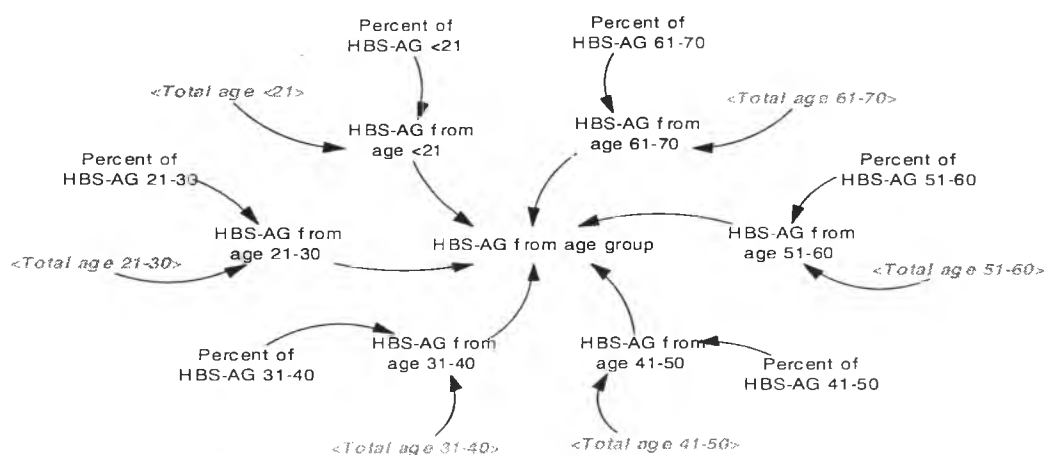 Percent of
HBS-AG <21
Percent of
HBS-AG 61-70
<Total age <21>
<Total age 61-70>
HBS-AG from
age <21
HBS-AG from
age 61-70
Percent of
HBS-AG 21-30
Percent of
HBS-AG 51-60
HBS-AG from
age 21-30
HBS-AG from age group
HBS-AG from
age 51-60
<Total age 21-30>
<Total age 51-60>
Percent of
HBS-AG 31-40
HBS-AG from
age 31-40
HBS-AG from
age 41-50
Percent of
HBS-AG 41-50
<Total age 31-40>
<Total age 41-50>